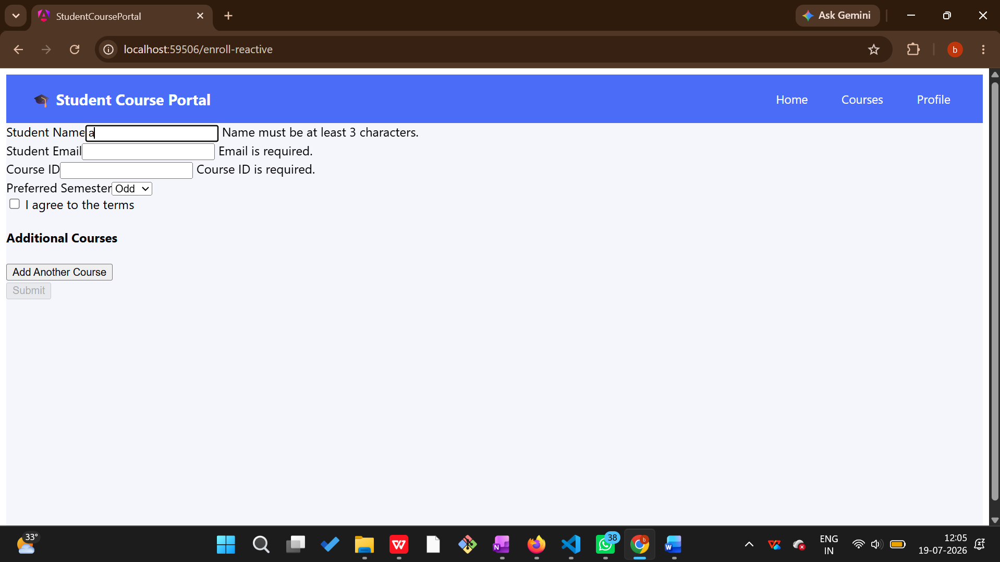 StudentCoursePortal
Ask Gemini
localhost:59506/enroll-reactive
b
Student Course Portal
Home Courses Profile
Student Name a Name must be at least 3 characters.
Student Email Email is required.
Course ID Course ID is required.
Preferred Semester Odd
I agree to the terms
Additional Courses
Add Another Course
Submit
33°
W
N
38
b
W
ENG
IN
12:05
19-07-2026